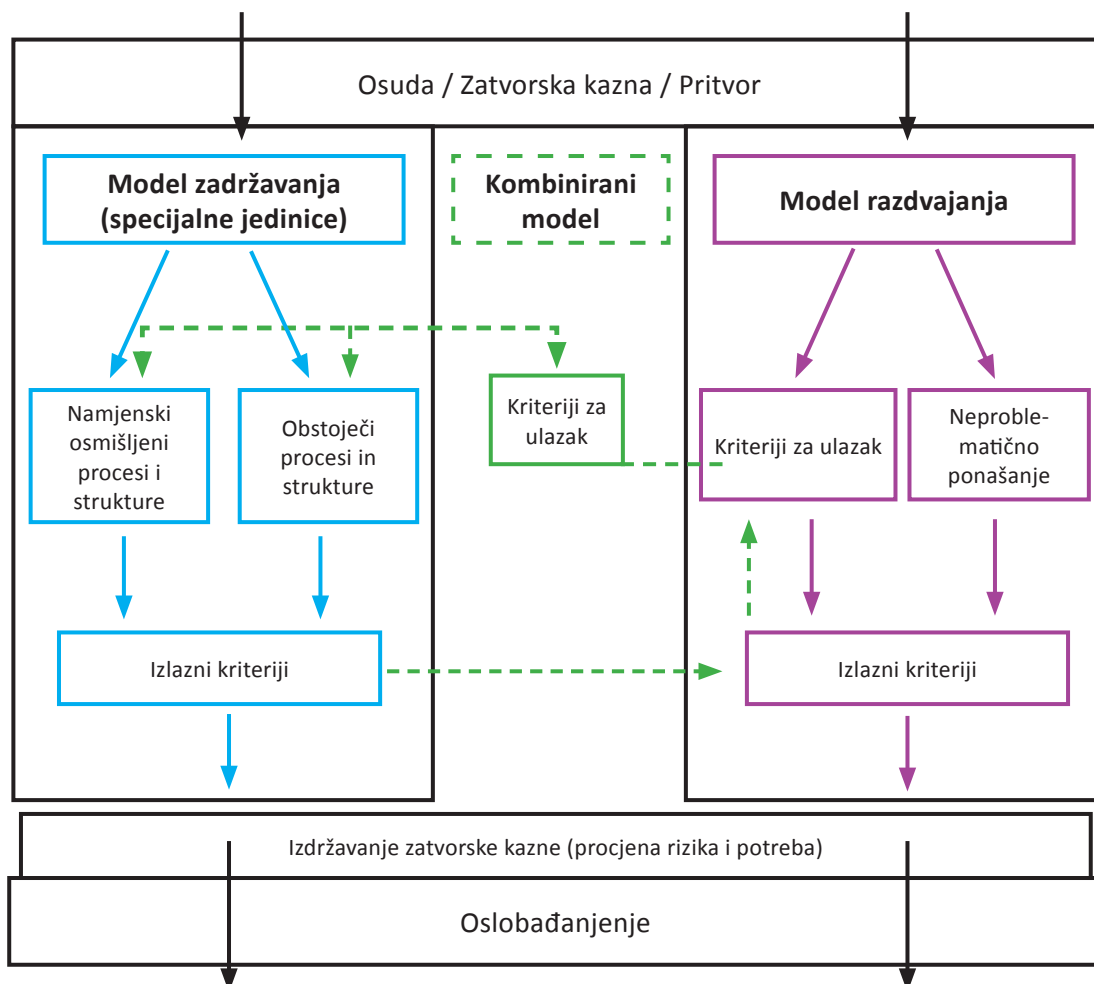 Osuda / Zatvorska kazna / Pritvor
Model zadržavanja
(specijalne jedinice)
Kombinirani
model
Model razdvajanja
Namjenski
osmišljeni
procesi i
strukture
Obstoječi
procesi in
strukture
Kriteriji za
ulazak
Kriteriji za ulazak
Neproble-
matično
ponašanje
Izlazni kriteriji
Izlazni kriteriji
Izdržavanje zatvorske kazne (procjena rizika i potreba)
Oslobađanjenje